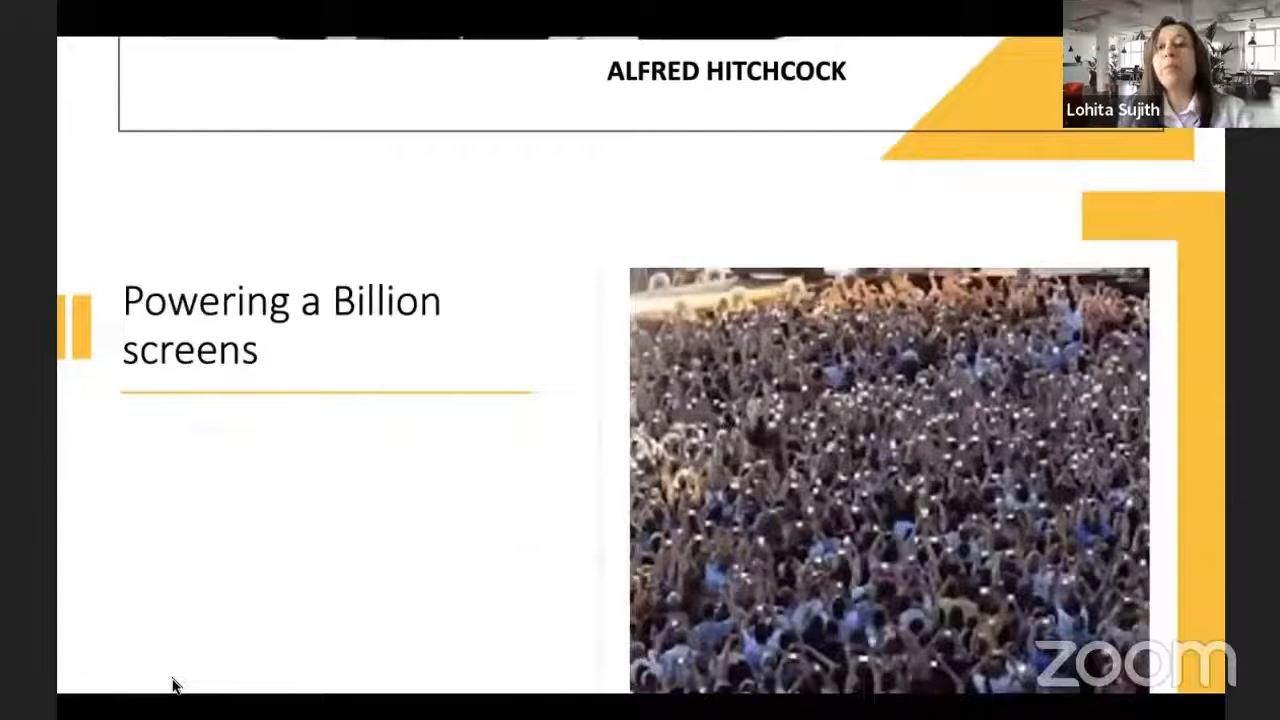 ALFRED HITCHCOCK
Lohita Sujith
Powering a Billion
screens
zoom